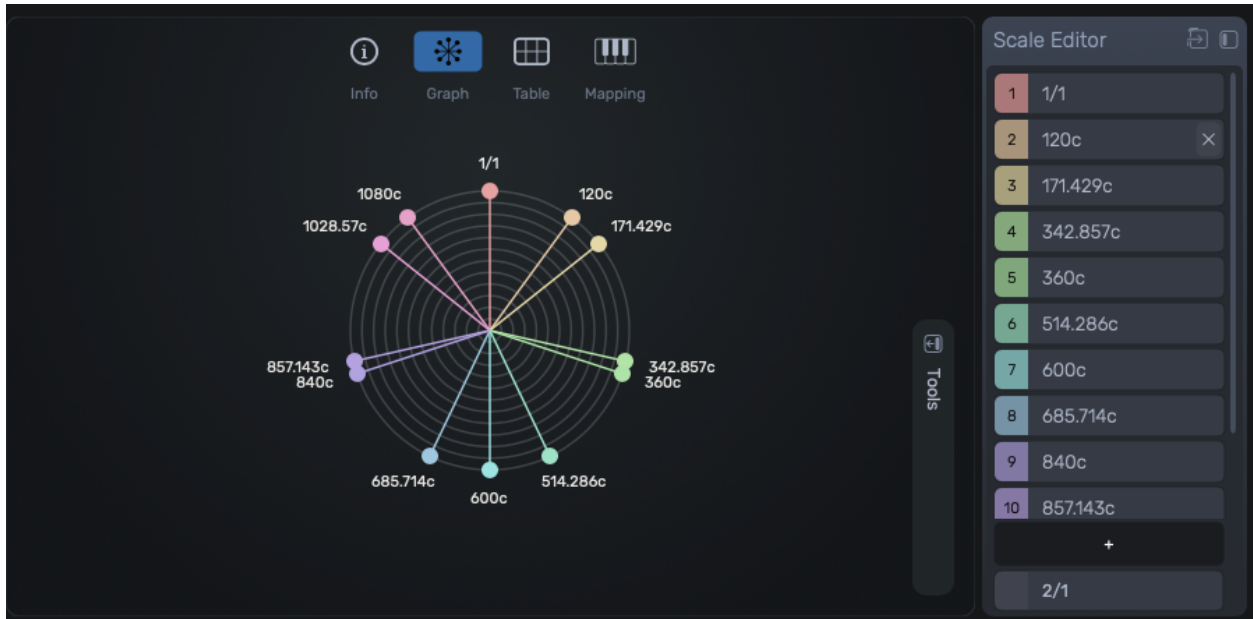 Info Graph Table Mapping
1/1
1080c 120c
1028.57c 171.429c
857.143c 342.857c
840c 360c
685.714c 514.286c
600c
Tools
Scale Editor
1 1/1
2 120c
3 171.429c
4 342.857c
5 360c
6 514.286c
7 600c
8 685.714c
9 840c
10 857.143c
+
2/1